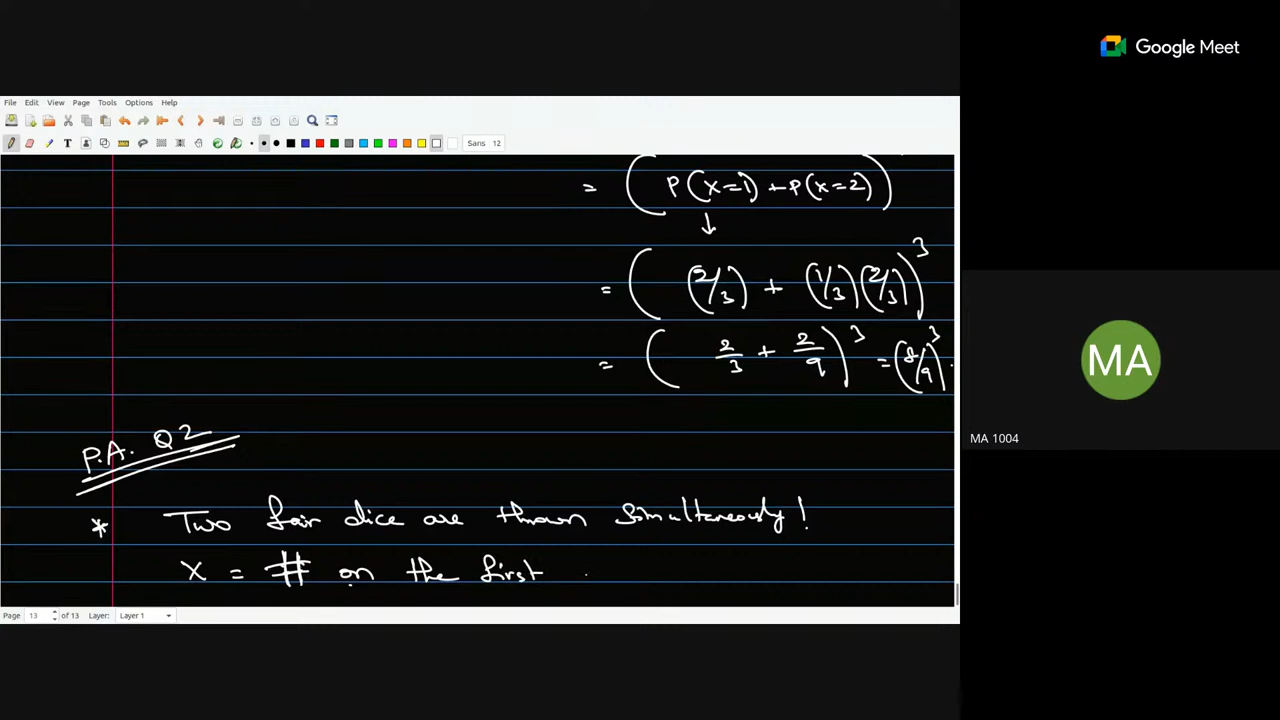 Google Meet
File Edit View Page Tools Options Help
T Sans 12
= ( P(X=1) + P(X=2) )
↓
= ( (2/3) + (1/3)(2/3) )^3
= ( 2/3 + 2/9 )^3 = (8/9)^3.
P.A. Q2
* Two fair dice are thrown simultaneously!
X = # on the first
MA
MA 1004
Page 13 of 13 Layer: Layer 1